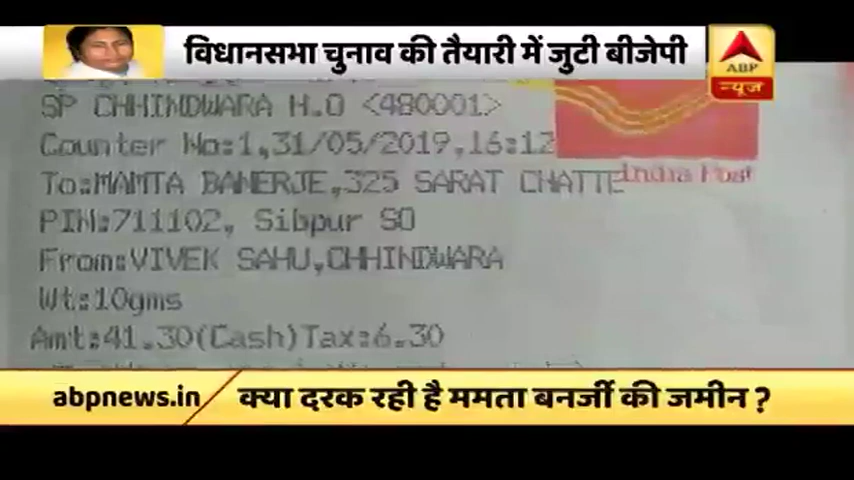 विधानसभा चुनाव की तैयारी में जुटी बीजेपी
ABP
न्यूज़
SP CHHINDWARA H.O <480001>
Counter No:1,31/05/2019,16:12
To:MAMTA BANERJE,325 SARAT CHATTE
India Post
PIN:711102, Sibpur SO
From:VIVEK SAHU,CHHINDWARA
Wt:10gms
Amt:41.30(Cash)Tax:6.30
abpnews.in
क्या दरक रही है ममता बनर्जी की जमीन ?